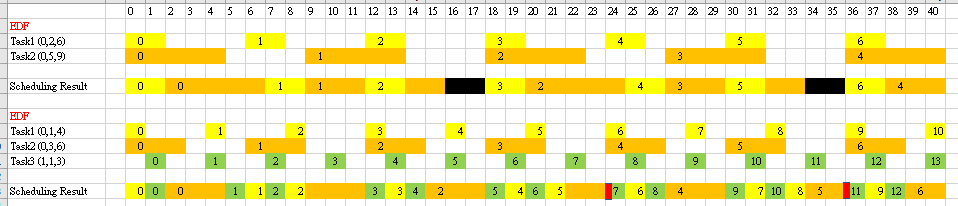 0 1 2 3 4 5 6 7 8 9 10 11 12 13 14 15 16 17 18 19 20 21 22 23 24 25 26 27 28 29 30 31 32 33 34 35 36 37 38 39 40
EDF
Task1 (0,2,6) 0 1 2 3 4 5 6
Task2 (0,5,9) 0 1 2 3 4
Scheduling Result 0 0 1 1 2 3 2 4 3 5 6 4
EDF
Task1 (0,1,4) 0 1 2 3 4 5 6 7 8 9 10
Task2 (0,3,6) 0 1 2 3 4 5 6
Task3 (1,1,3) 0 1 2 3 4 5 6 7 8 9 10 11 12 13
Scheduling Result 0 0 0 1 1 2 2 3 3 4 2 5 4 6 5 7 6 8 4 9 7 10 8 5 11 9 12 6